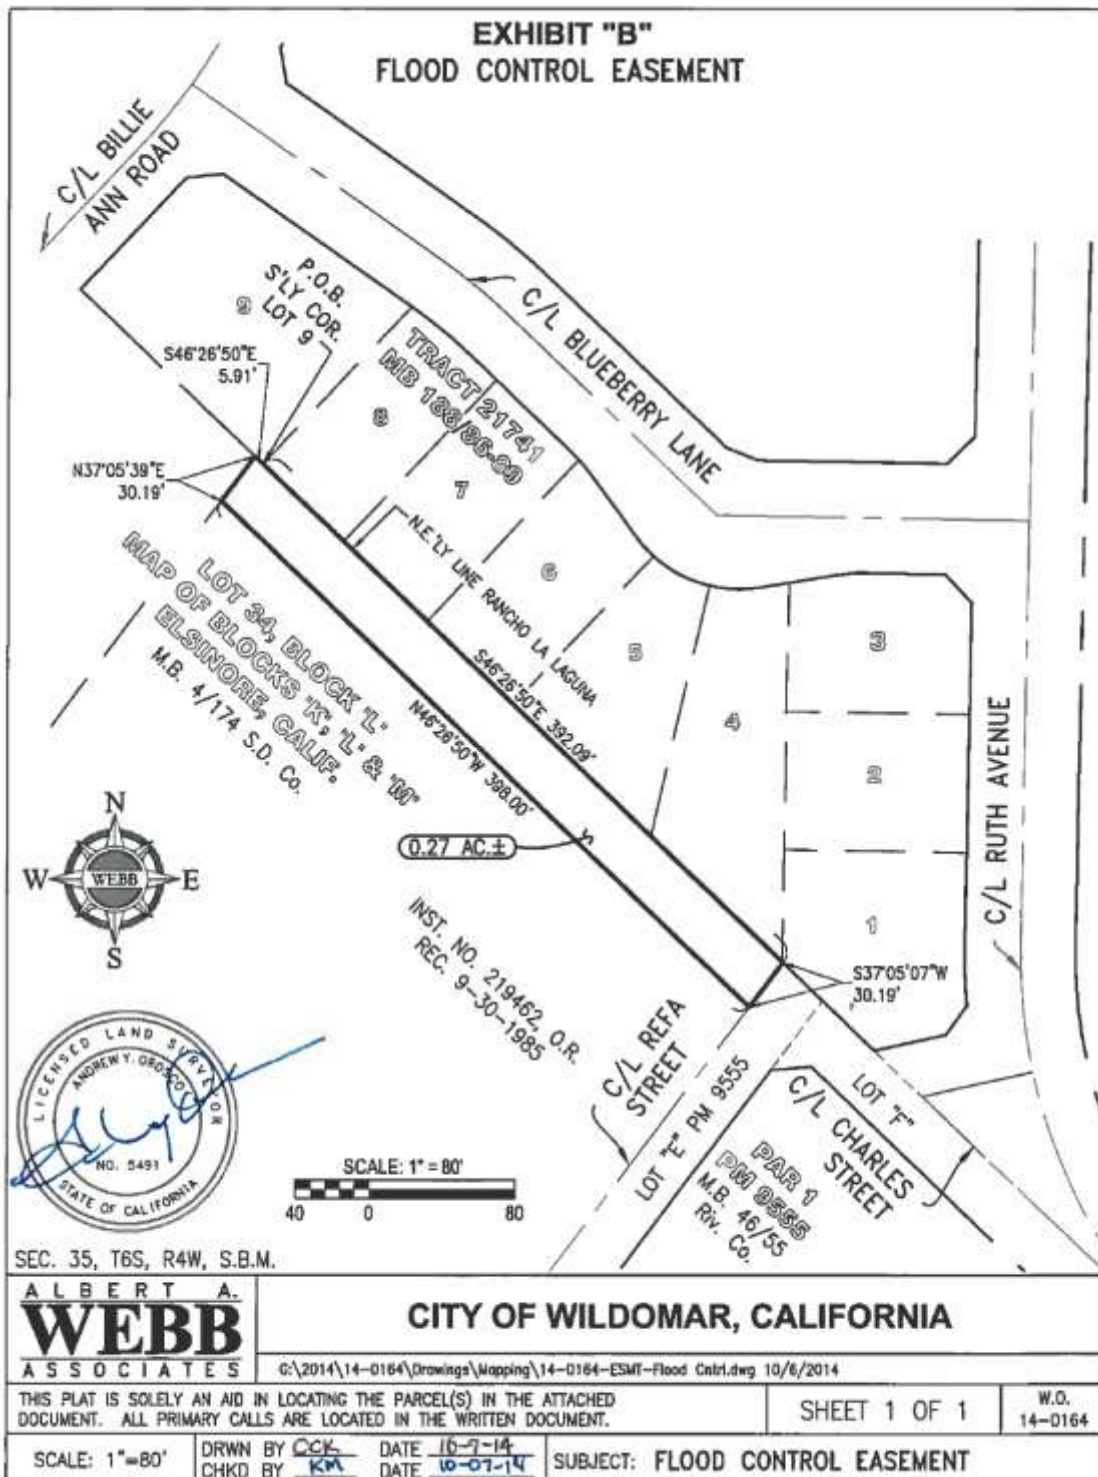 EXHIBIT "B"
FLOOD CONTROL EASEMENT
C/L BILLIE
ANN ROAD
P.O.B.
S'LY COR.
LOT 9
9
S46°26'50"E
5.91'
N37°05'39"E
30.19'
TRACT 21741
MB 188/86-89
8
7
6
5
4
3
2
1
C/L BLUEBERRY LANE
N.E.'LY LINE RANCHO LA LAGUNA
S46°26'50"E 392.09'
N46°26'50"W 398.00'
LOT 34, BLOCK "L"
MAP OF BLOCKS "K", "L" & "M"
ELSINORE, CALIF.
M.B. 4/174 S.D. Co.
0.27 AC.±
C/L RUTH AVENUE
N
W
WEBB
E
S
INST. NO. 219462, O.R.
REC. 9-30-1985
S37°05'07"W
30.19'
C/L REFA
STREET
LOT "E" PM 9555
LOT "F"
C/L CHARLES
STREET
PAR 1
PM 9555
M.B. 46/55
Riv. Co.
LICENSED LAND SURVEYOR
ANDREW Y. OROSCO
NO. 5491
STATE OF CALIFORNIA
SCALE: 1" = 80'
40 0 80
SEC. 35, T6S, R4W, S.B.M.
ALBERT A.
WEBB
ASSOCIATES
CITY OF WILDOMAR, CALIFORNIA
G:\2014\14-0164\Drawings\Mapping\14-0164-ESMT-Flood Cntrl.dwg 10/6/2014
THIS PLAT IS SOLELY AN AID IN LOCATING THE PARCEL(S) IN THE ATTACHED
DOCUMENT. ALL PRIMARY CALLS ARE LOCATED IN THE WRITTEN DOCUMENT.
SHEET 1 OF 1
W.O.
14-0164
SCALE: 1"=80'
DRWN BY CCK DATE 10-7-14
CHKD BY KM DATE 10-07-14
SUBJECT: FLOOD CONTROL EASEMENT